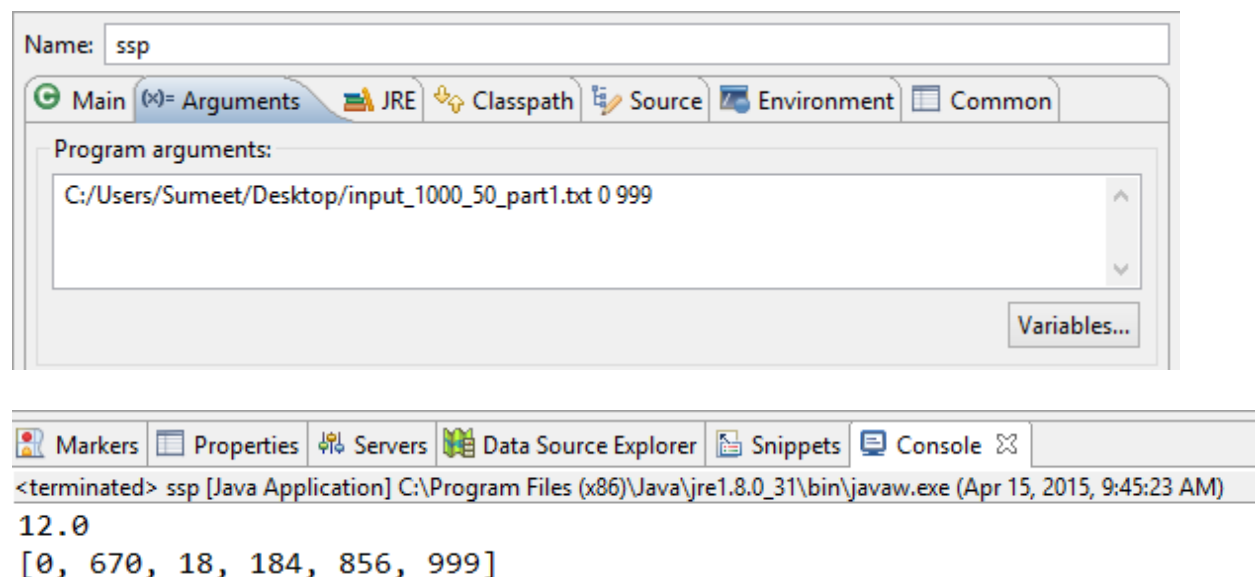 Name: ssp
Main (x)= Arguments JRE Classpath Source Environment Common
Program arguments:
C:/Users/Sumeet/Desktop/input_1000_50_part1.txt 0 999
Variables...
Markers Properties Servers Data Source Explorer Snippets Console
<terminated> ssp [Java Application] C:\Program Files (x86)\Java\jre1.8.0_31\bin\javaw.exe (Apr 15, 2015, 9:45:23 AM)
12.0
[0, 670, 18, 184, 856, 999]